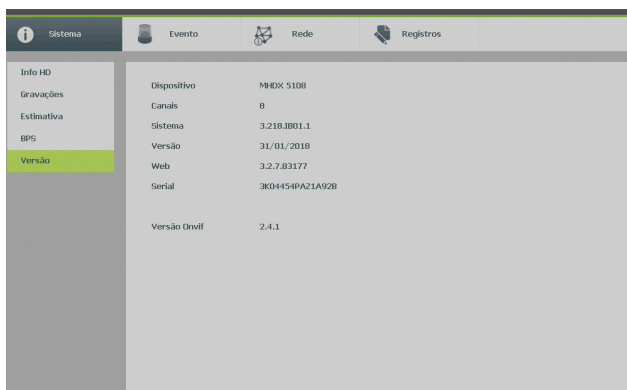 Sistema
Evento
Rede
Registros
Info HD
Gravações
Estimativa
BPS
Versão
Dispositivo MHDX 5108
Canais 8
Sistema 3.218.IB01.1
Versão 31/01/2018
Web 3.2.7.83177
Serial 3K04454PAZ1A92B
Versão Onvif 2.4.1